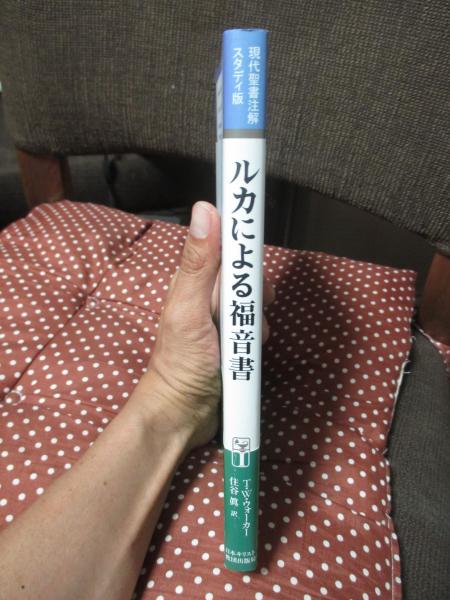 現代聖書注解
スタディ版
ルカによる福音書
T・W・ウォーカー
住谷 眞 訳
日本キリスト
教団出版局